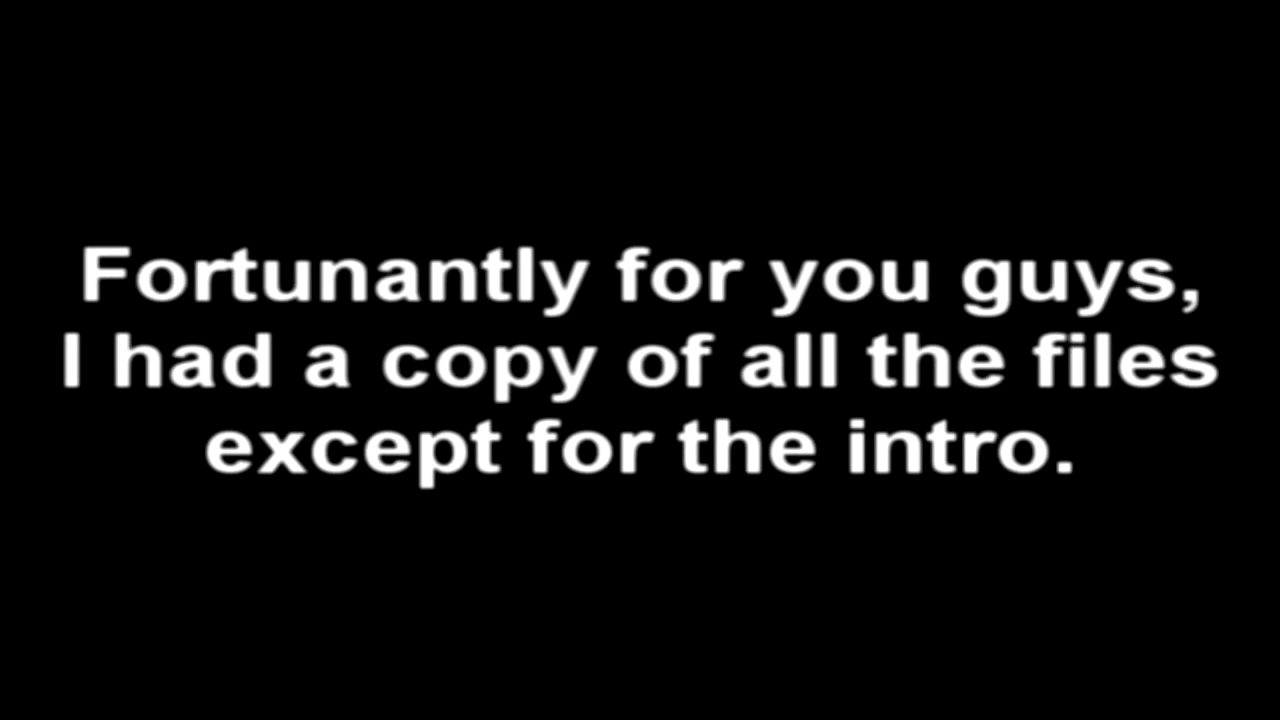 Fortunantly for you guys,
I had a copy of all the files
except for the intro.